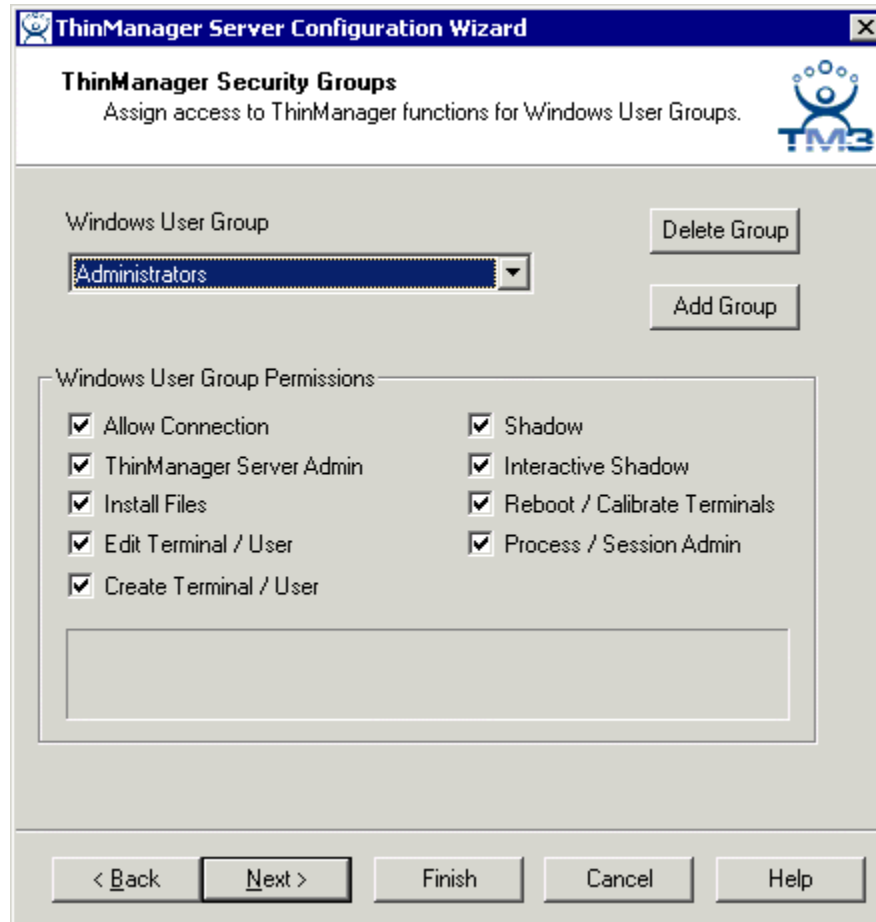 ThinManager Server Configuration Wizard
ThinManager Security Groups
Assign access to ThinManager functions for Windows User Groups.
TM3
Windows User Group
Delete Group
Administrators
Add Group
Windows User Group Permissions
Allow Connection
Shadow
ThinManager Server Admin
Interactive Shadow
Install Files
Reboot / Calibrate Terminals
Edit Terminal / User
Process / Session Admin
Create Terminal / User
< Back
Next >
Finish
Cancel
Help